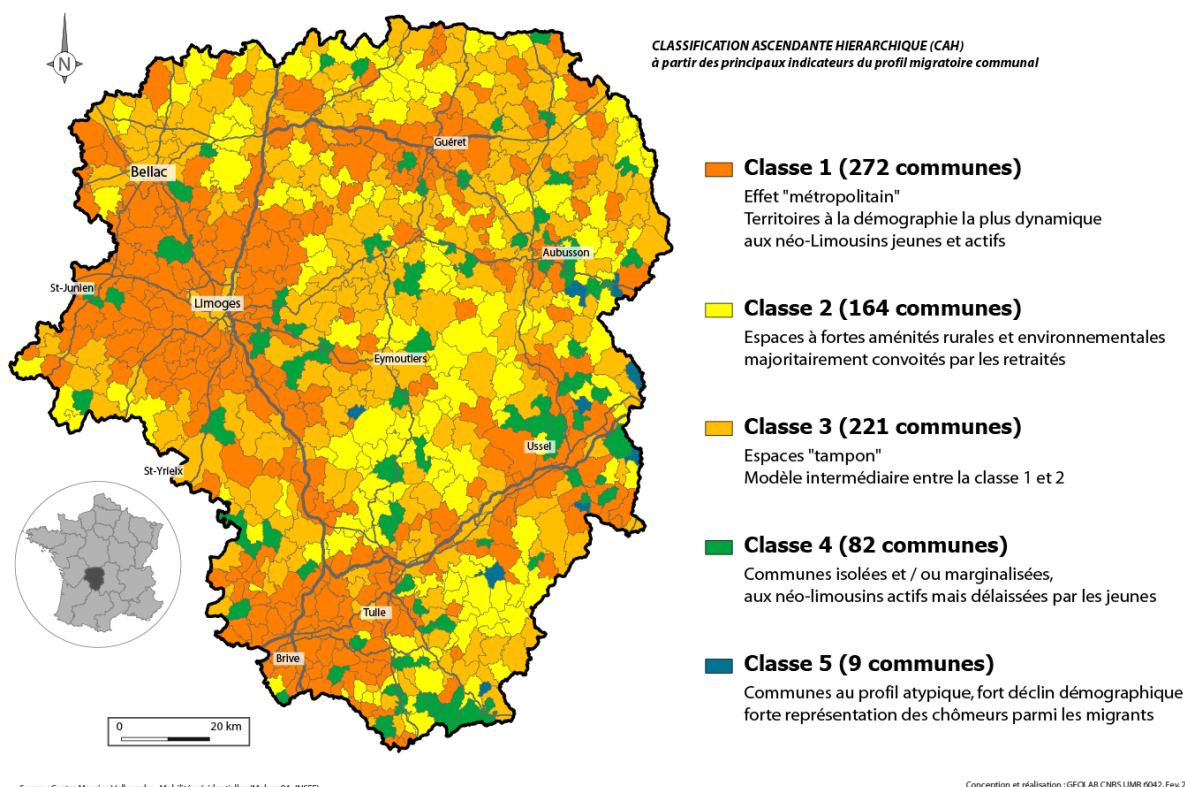 CLASSIFICATION ASCENDANTE HIERARCHIQUE (CAH)
à partir des principaux indicateurs du profil migratoire communal
N
Guéret
Bellac
Aubusson
St-Junien
Limoges
Eymoutiers
Ussel
St-Yrieix
Tulle
Brive
0 20 km
Classe 1 (272 communes)
Effet "métropolitain"
Territoires à la démographie la plus dynamique
aux néo-Limousins jeunes et actifs
Classe 2 (164 communes)
Espaces à fortes aménités rurales et environnementales
majoritairement convoités par les retraités
Classe 3 (221 communes)
Espaces "tampon"
Modèle intermédiaire entre la classe 1 et 2
Classe 4 (82 communes)
Communes isolées et / ou marginalisées,
aux néo-limousins actifs mais délaissées par les jeunes
Classe 5 (9 communes)
Communes au profil atypique, fort déclin démographique
forte représentation des chômeurs parmi les migrants
Conception et réalisation : GEOLAB CNRS UMR 6042, Fev. 2